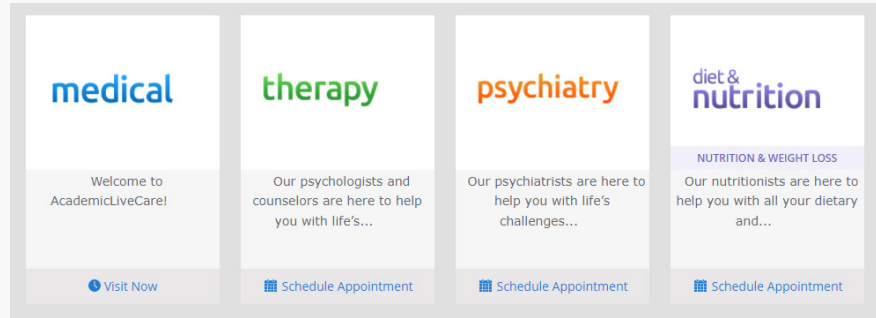 medical
Welcome to
AcademicLiveCare!
Visit Now
therapy
Our psychologists and
counselors are here to help
you with life’s...
Schedule Appointment
psychiatry
Our psychiatrists are here to
help you with life’s
challenges...
Schedule Appointment
diet &
nutrition
NUTRITION & WEIGHT LOSS
Our nutritionists are here to
help you with all your dietary
and...
Schedule Appointment